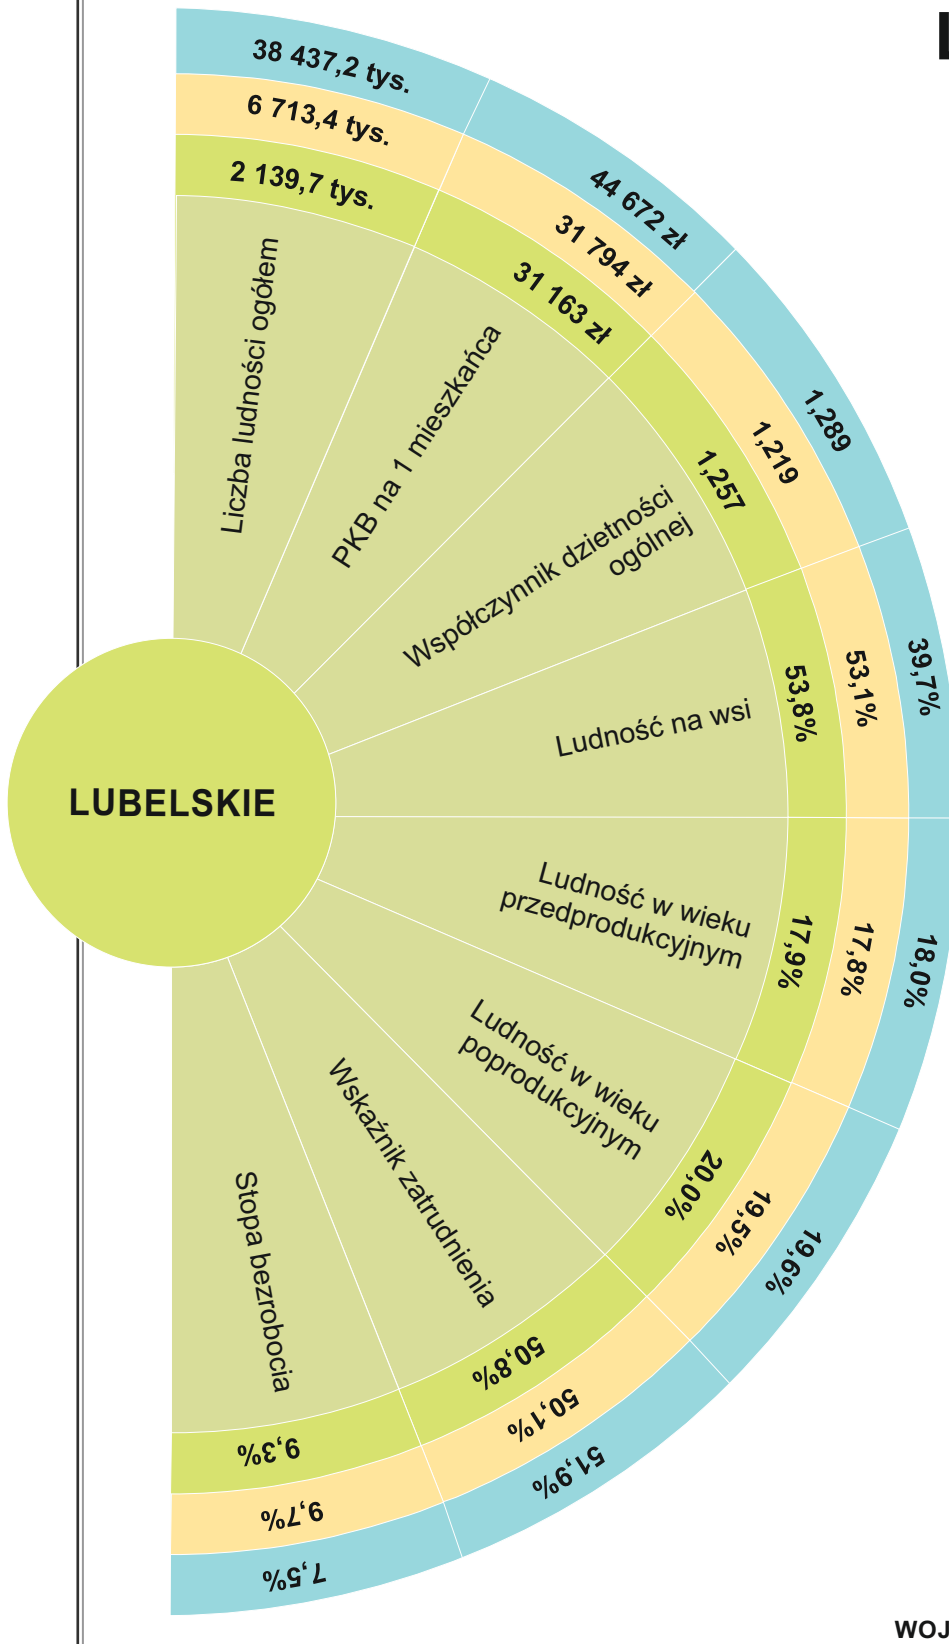 38 437,2 tys.
6 713,4 tys.
2 139,7 tys.
Liczba ludności ogółem
44 672 zł
31 794 zł
31 163 zł
PKB na 1 mieszkańca
1,289
1,219
1,257
Współczynnik dzietności
ogólnej
39,7%
53,1%
53,8%
Ludność na wsi
LUBELSKIE
18,0%
17,8%
17,9%
Ludność w wieku
przedprodukcyjnym
19,6%
19,5%
20,0%
Ludność w wieku
poprodukcyjnym
51,9%
50,1%
50,8%
Wskaźnik zatrudnienia
7,5%
9,7%
9,3%
Stopa bezrobocia
WOJ